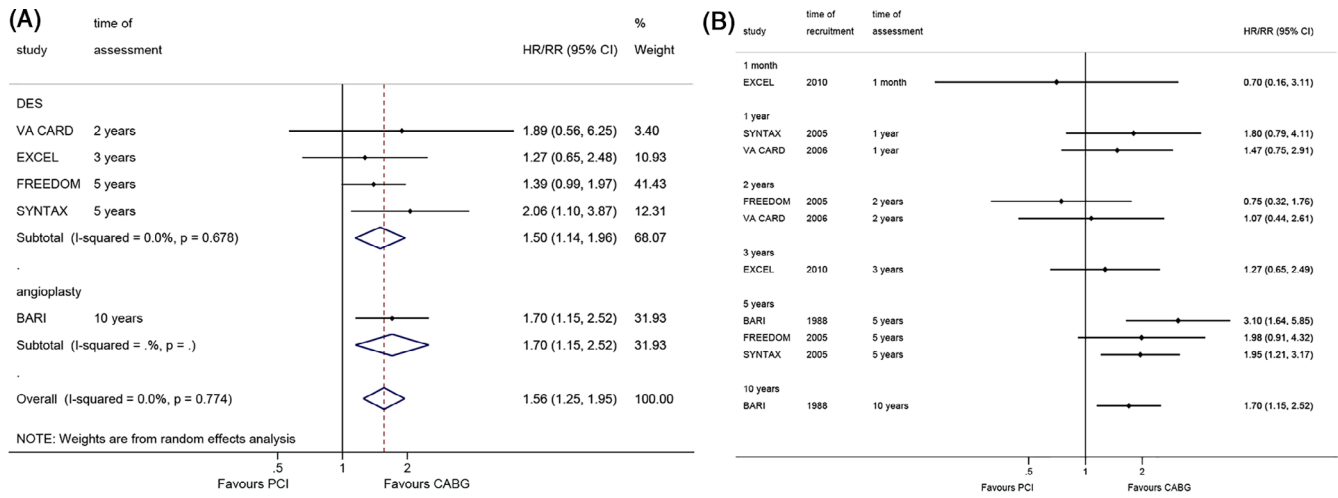 (A)
time of %
study assessment HR/RR (95% CI) Weight
DES
VA CARD 2 years 1.89 (0.56, 6.25) 3.40
EXCEL 3 years 1.27 (0.65, 2.48) 10.93
FREEDOM 5 years 1.39 (0.99, 1.97) 41.43
SYNTAX 5 years 2.06 (1.10, 3.87) 12.31
Subtotal (I-squared = 0.0%, p = 0.678) 1.50 (1.14, 1.96) 68.07
.
angioplasty
BARI 10 years 1.70 (1.15, 2.52) 31.93
Subtotal (I-squared = .%, p = .) 1.70 (1.15, 2.52) 31.93
.
Overall (I-squared = 0.0%, p = 0.774) 1.56 (1.25, 1.95) 100.00
NOTE: Weights are from random effects analysis
.5 1 2
Favours PCI Favours CABG
(B)
time of time of
study recruitment assessment HR/RR (95% CI)
1 month
EXCEL 2010 1 month 0.70 (0.16, 3.11)
1 year
SYNTAX 2005 1 year 1.80 (0.79, 4.11)
VA CARD 2006 1 year 1.47 (0.75, 2.91)
2 years
FREEDOM 2005 2 years 0.75 (0.32, 1.76)
VA CARD 2006 2 years 1.07 (0.44, 2.61)
3 years
EXCEL 2010 3 years 1.27 (0.65, 2.49)
5 years
BARI 1988 5 years 3.10 (1.64, 5.85)
FREEDOM 2005 5 years 1.98 (0.91, 4.32)
SYNTAX 2005 5 years 1.95 (1.21, 3.17)
10 years
BARI 1988 10 years 1.70 (1.15, 2.52)
.5 1 2
Favours PCI Favours CABG